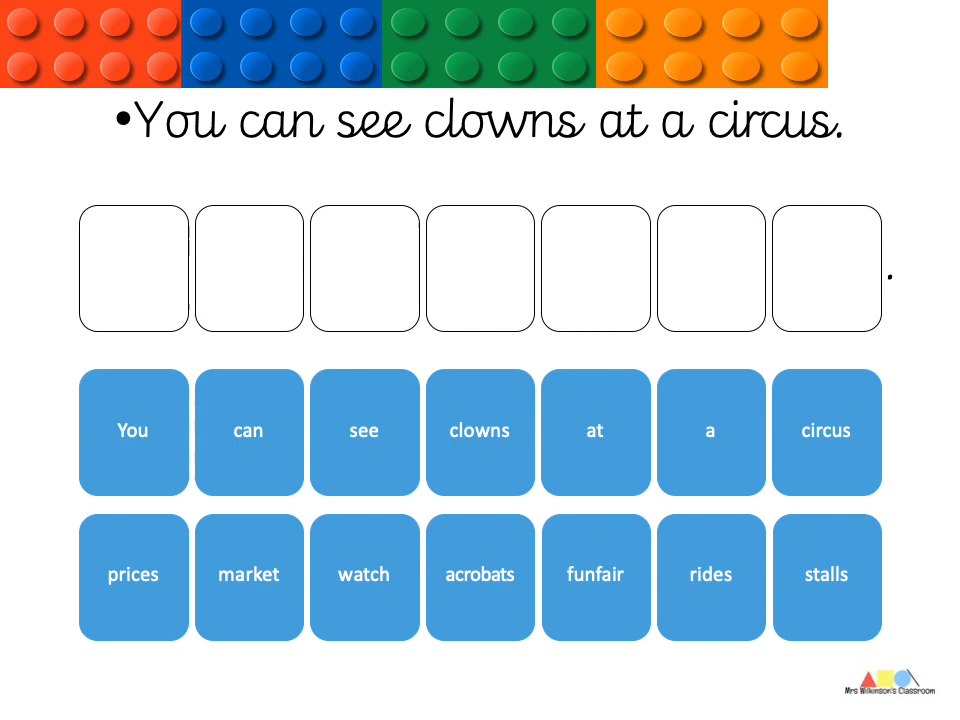 •You can see clowns at a circus.
.
You can see clowns at a circus
prices market watch acrobats funfair rides stalls
Mrs Wilkinson's Classroom